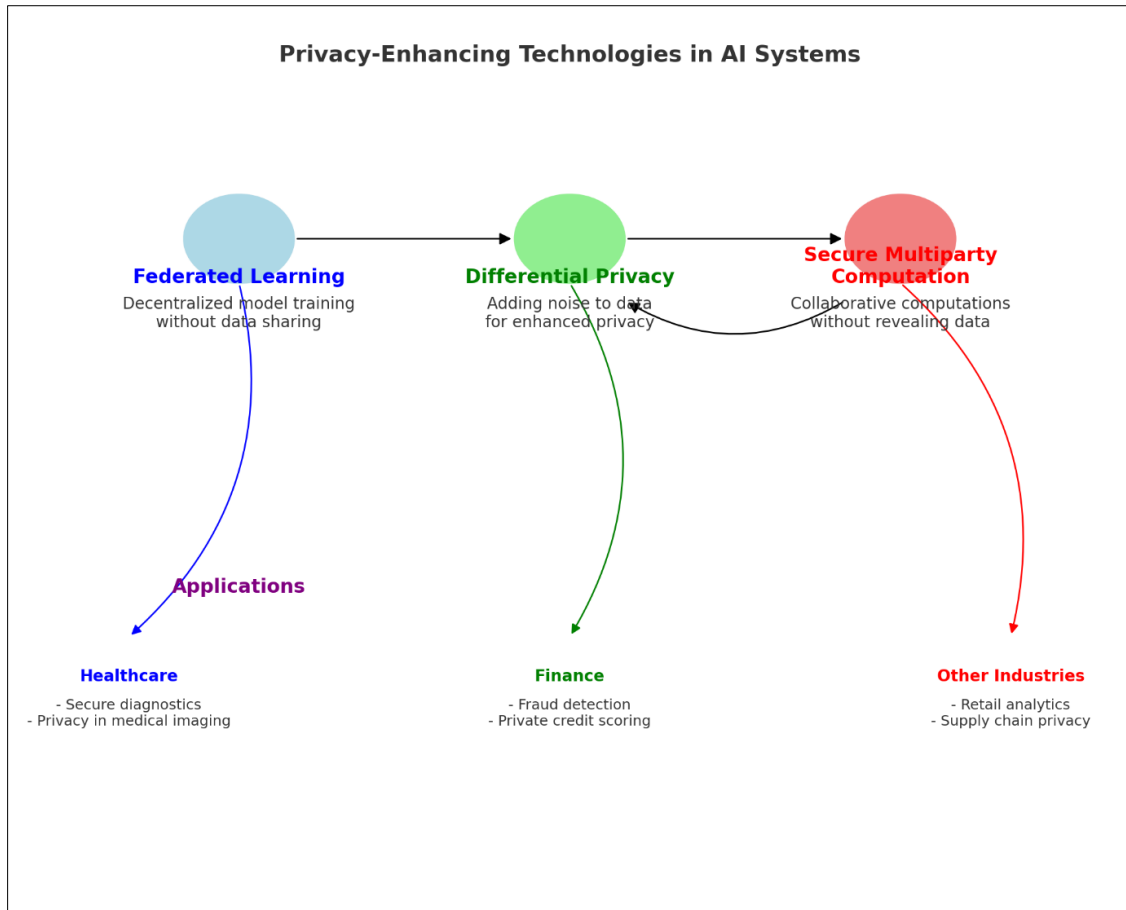 Privacy-Enhancing Technologies in AI Systems
Federated Learning
Decentralized model training
without data sharing
Differential Privacy
Adding noise to data
for enhanced privacy
Secure Multiparty
Computation
Collaborative computations
without revealing data
Applications
Healthcare
- Secure diagnostics
- Privacy in medical imaging
Finance
- Fraud detection
- Private credit scoring
Other Industries
- Retail analytics
- Supply chain privacy